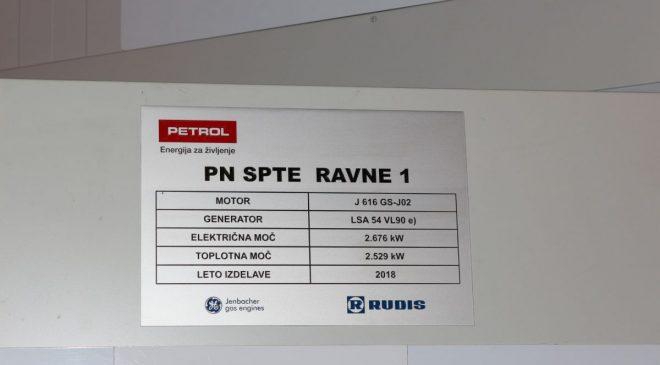 PETROL
Energija za življenje
PN SPTE RAVNE 1
MOTOR J 616 GS-J02
GENERATOR LSA 54 VL90 e)
ELEKTRIČNA MOČ 2.676 kW
TOPLOTNA MOČ 2.529 kW
LETO IZDELAVE 2018
GE Jenbacher
gas engines
R RUDIS